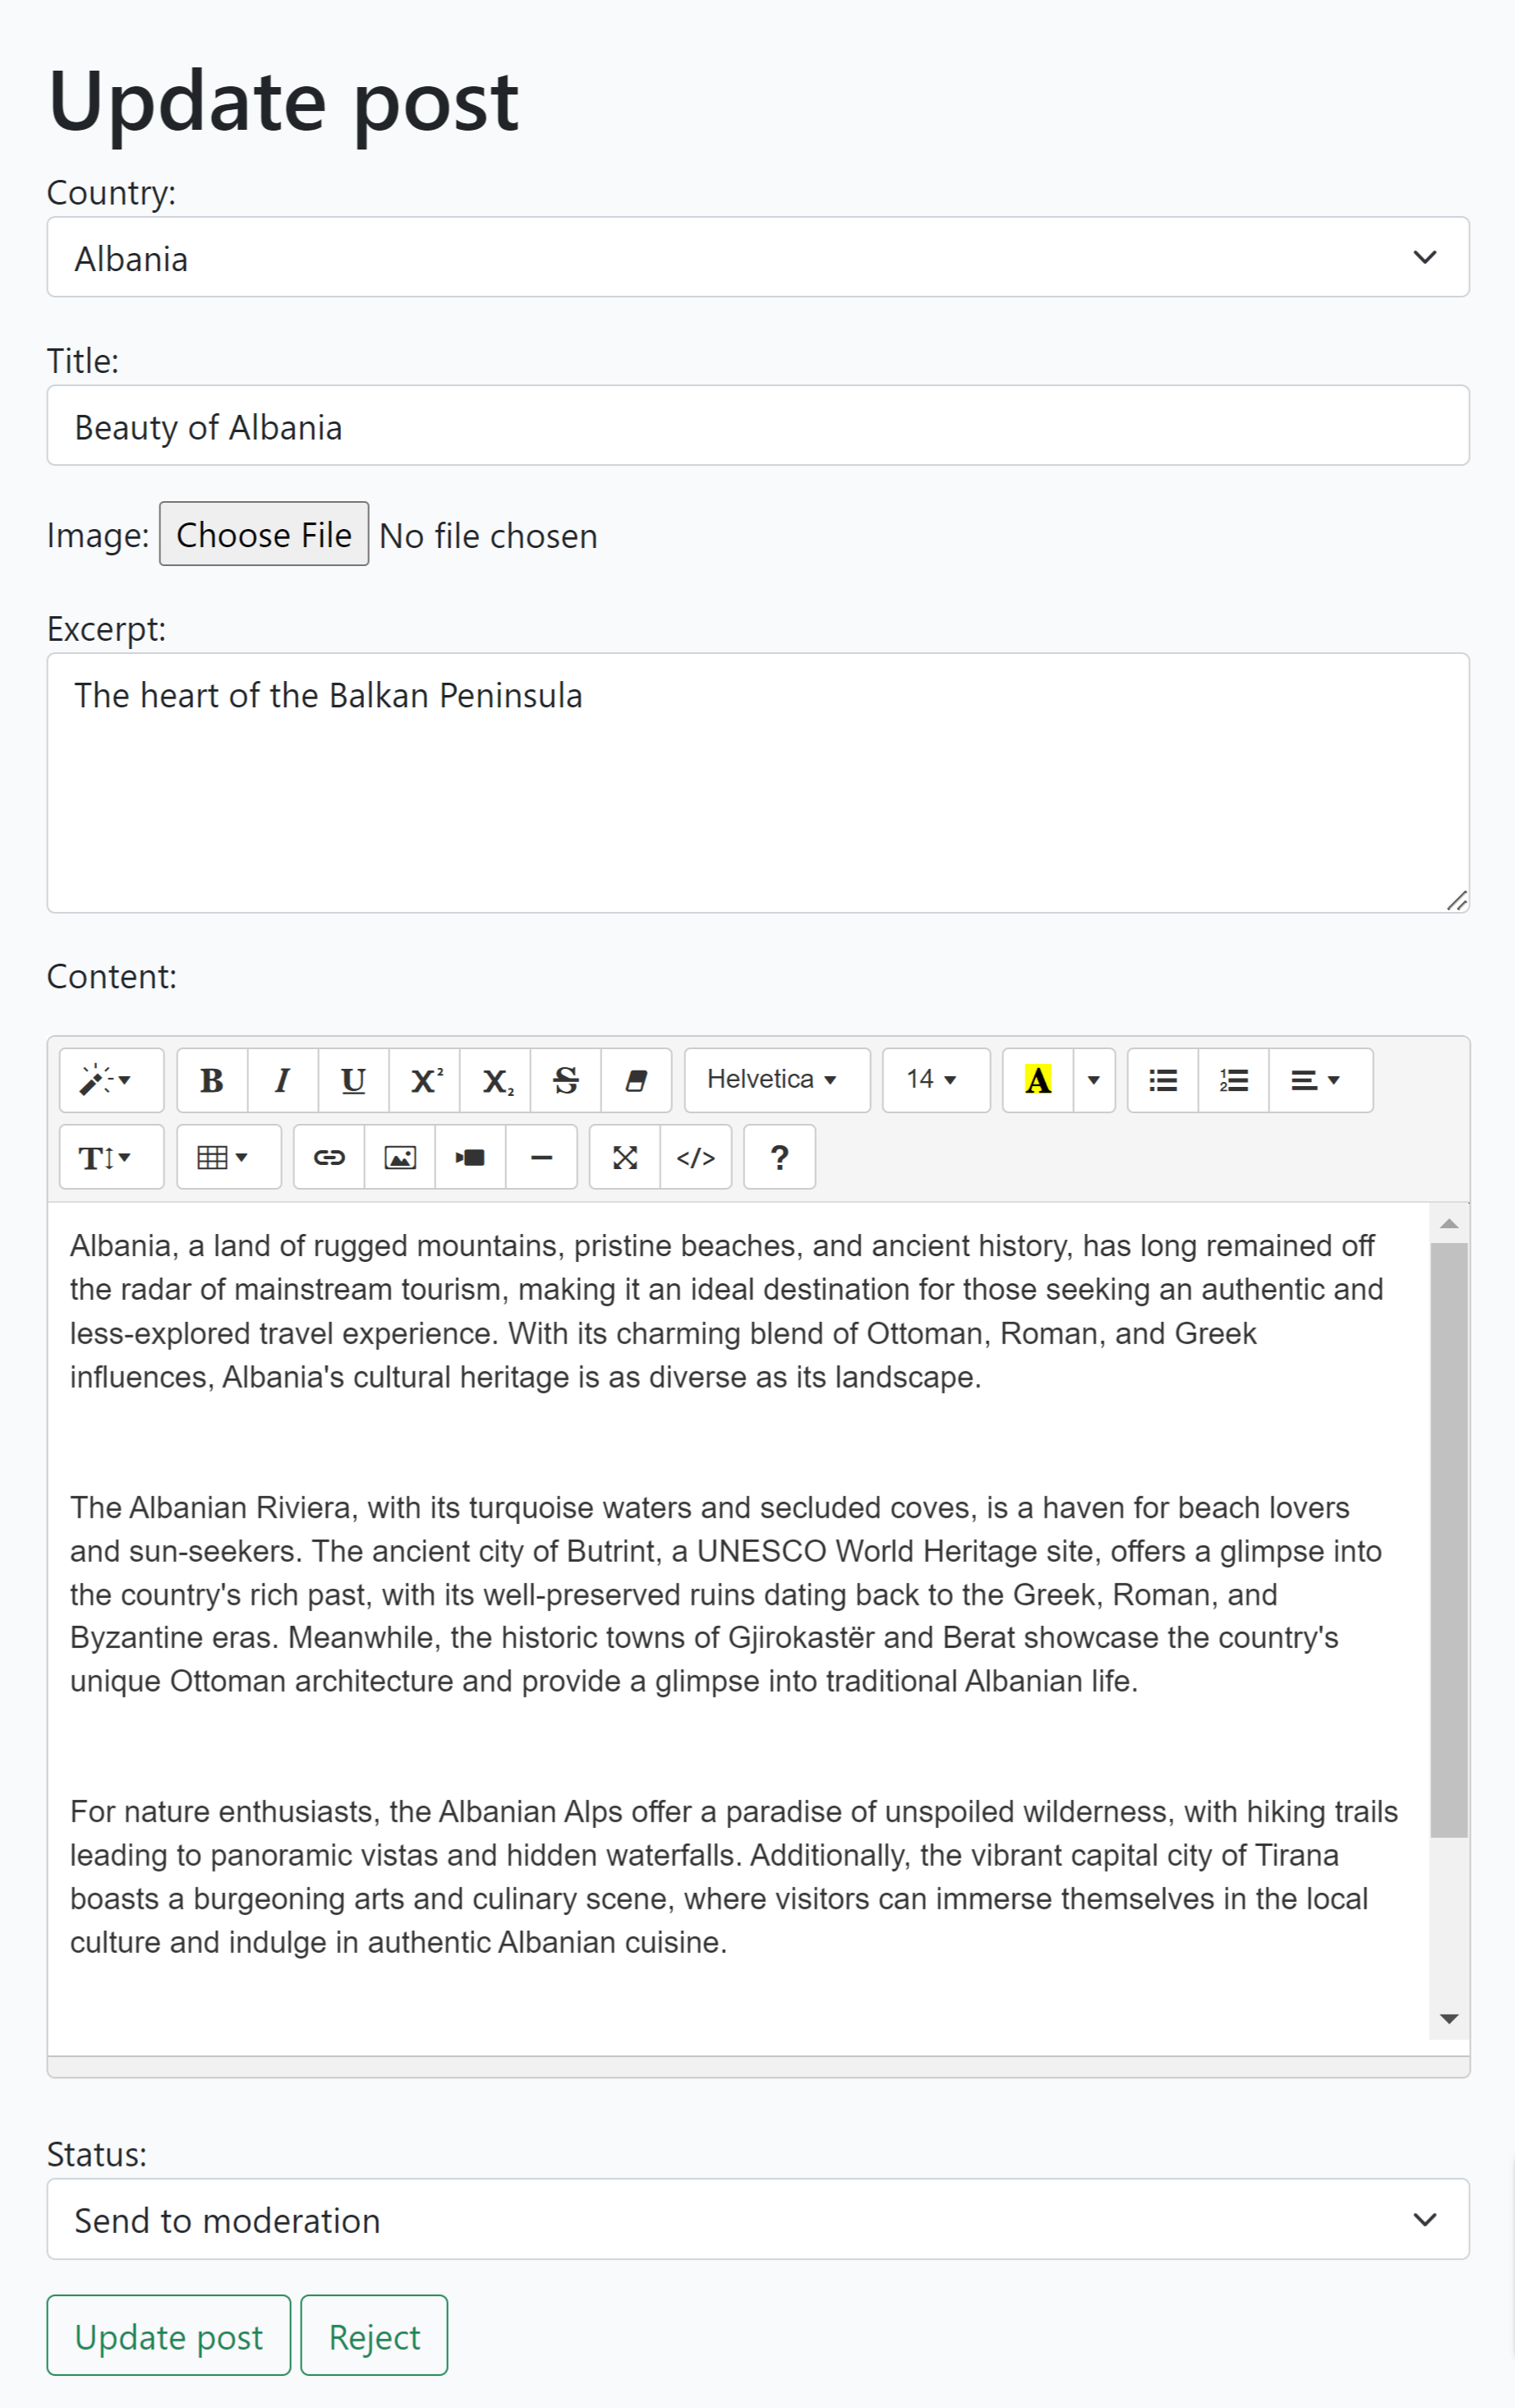 Update post
Country:
Albania
Title:
Beauty of Albania
Image: Choose File No file chosen
Excerpt:
The heart of the Balkan Peninsula
Content:
B I U X² X₂ S Helvetica 14 A
T </> ?
Albania, a land of rugged mountains, pristine beaches, and ancient history, has long remained off
the radar of mainstream tourism, making it an ideal destination for those seeking an authentic and
less-explored travel experience. With its charming blend of Ottoman, Roman, and Greek
influences, Albania's cultural heritage is as diverse as its landscape.
The Albanian Riviera, with its turquoise waters and secluded coves, is a haven for beach lovers
and sun-seekers. The ancient city of Butrint, a UNESCO World Heritage site, offers a glimpse into
the country's rich past, with its well-preserved ruins dating back to the Greek, Roman, and
Byzantine eras. Meanwhile, the historic towns of Gjirokastër and Berat showcase the country's
unique Ottoman architecture and provide a glimpse into traditional Albanian life.
For nature enthusiasts, the Albanian Alps offer a paradise of unspoiled wilderness, with hiking trails
leading to panoramic vistas and hidden waterfalls. Additionally, the vibrant capital city of Tirana
boasts a burgeoning arts and culinary scene, where visitors can immerse themselves in the local
culture and indulge in authentic Albanian cuisine.
Status:
Send to moderation
Update post Reject